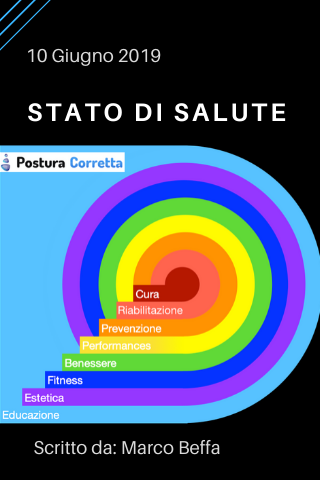 10 Giugno 2019
STATO DI SALUTE
Postura Corretta
Cura
Riabilitazione
Prevenzione
Performances
Benessere
Fitness
Estetica
Educazione
Scritto da: Marco Beffa